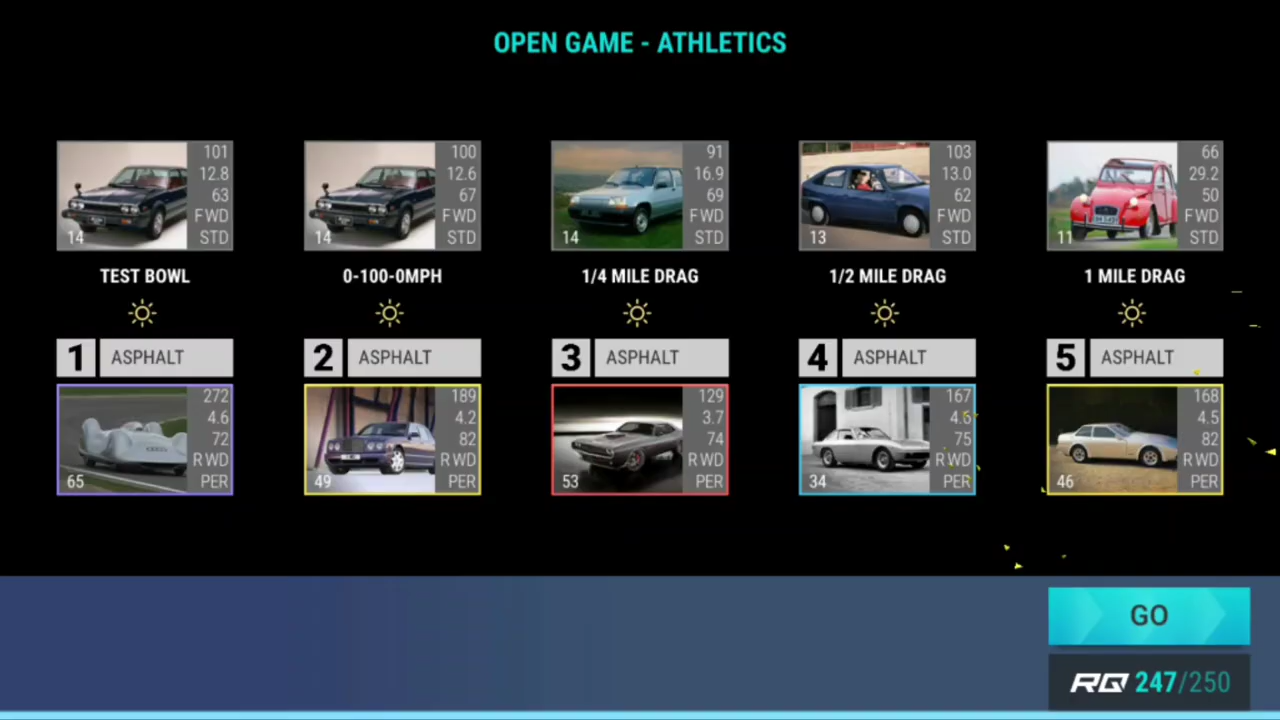 OPEN GAME - ATHLETICS
101
12.8
63
FWD
STD
14
100
12.6
67
FWD
STD
14
91
16.9
69
FWD
STD
14
103
13.0
62
FWD
STD
13
66
29.2
50
FWD
STD
11
TEST BOWL
0-100-0MPH
1/4 MILE DRAG
1/2 MILE DRAG
1 MILE DRAG
1 ASPHALT
2 ASPHALT
3 ASPHALT
4 ASPHALT
5 ASPHALT
272
4.6
72
RWD
PER
65
189
4.2
82
RWD
PER
49
129
3.7
74
RWD
PER
53
167
4.6
75
RWD
PER
34
168
4.5
82
RWD
PER
46
GO
RQ 247/250